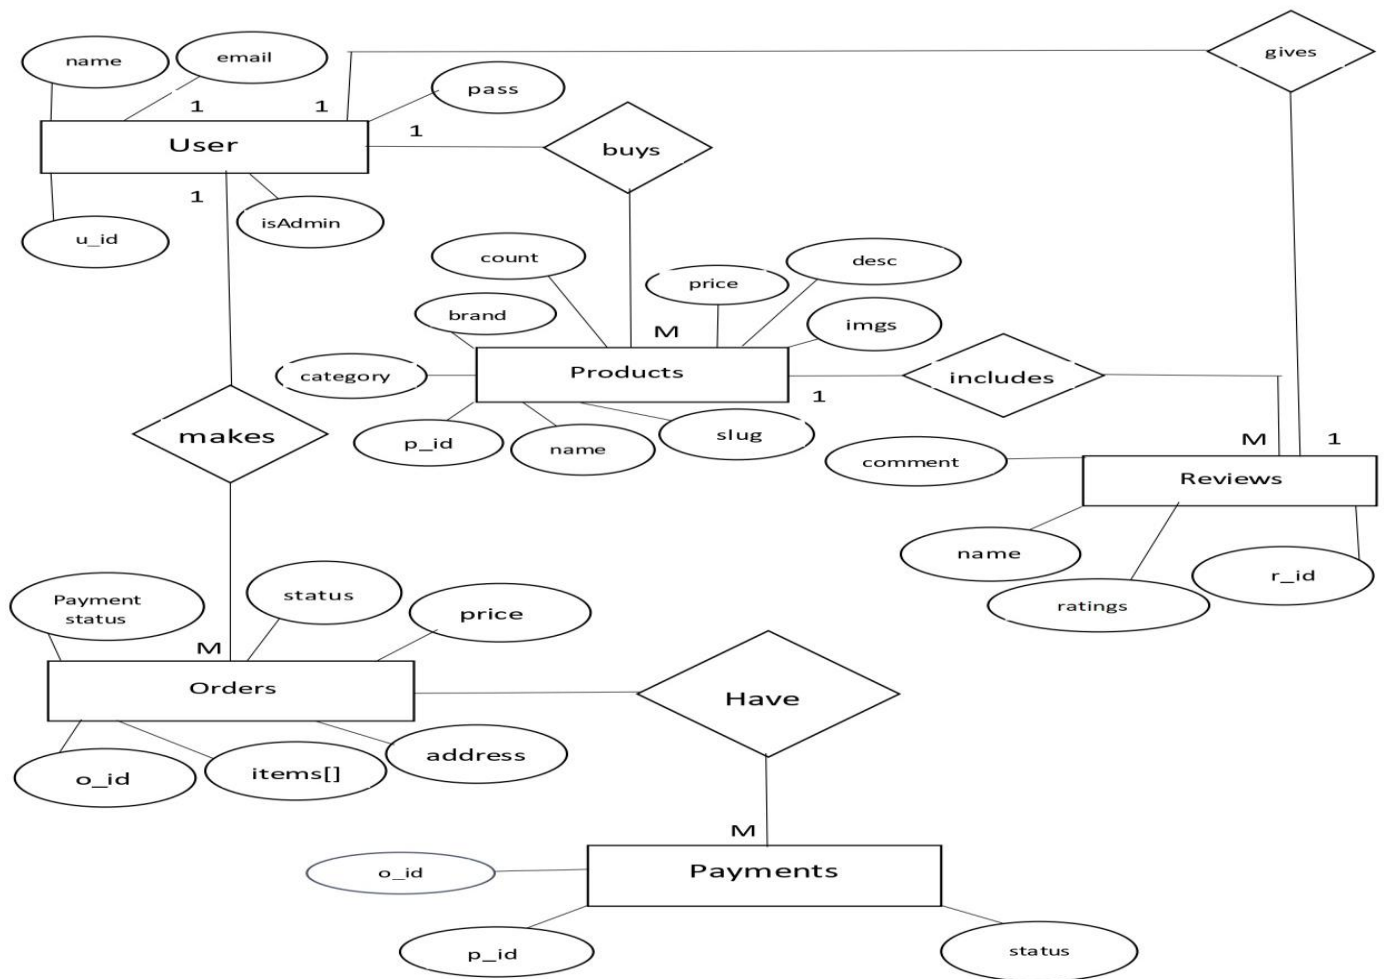 name
email
gives
pass
1
1
1
User
buys
1
isAdmin
u_id
count
desc
price
brand
imgs
M
Products
category
includes
1
makes
p_id
name
slug
M
1
comment
Reviews
name
r_id
ratings
Payment
status
status
price
M
Orders
Have
address
items[]
o_id
M
Payments
o_id
p_id
status